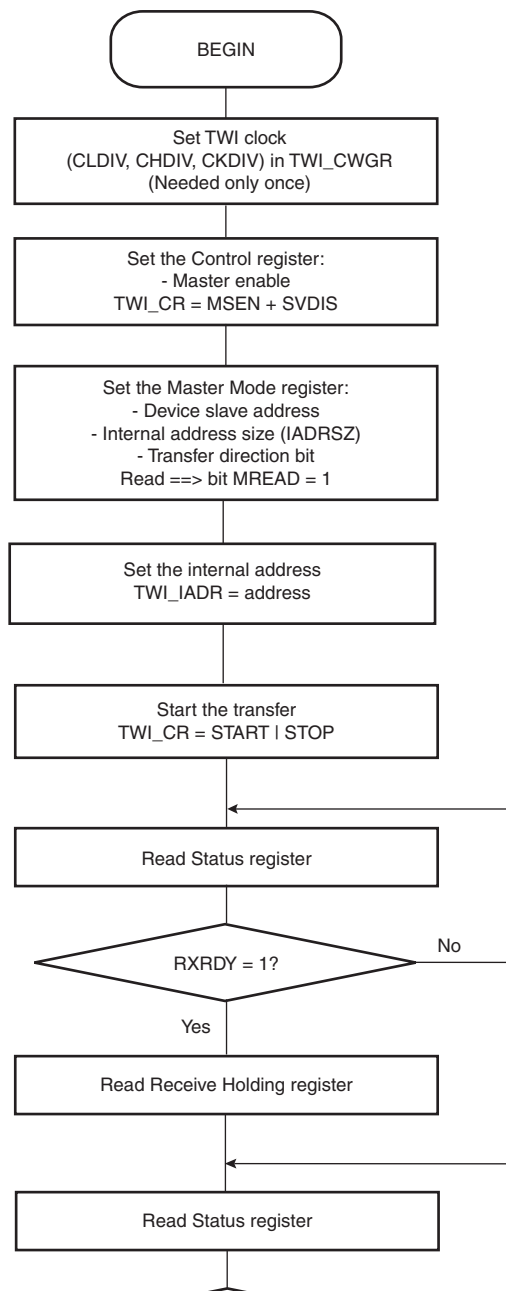 BEGIN
Set TWI clock
(CLDIV, CHDIV, CKDIV) in TWI_CWGR
(Needed only once)
Set the Control register:
- Master enable
TWI_CR = MSEN + SVDIS
Set the Master Mode register:
- Device slave address
- Internal address size (IADRSZ)
- Transfer direction bit
Read ==> bit MREAD = 1
Set the internal address
TWI_IADR = address
Start the transfer
TWI_CR = START | STOP
Read Status register
RXRDY = 1?
No
Yes
Read Receive Holding register
Read Status register